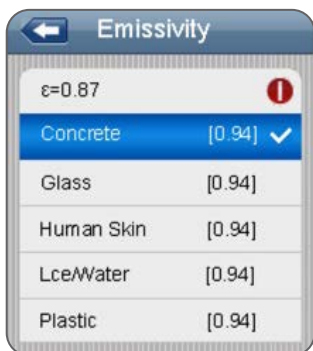 Emissivity
ε=0.87
Concrete [0.94]
Glass [0.94]
Human Skin [0.94]
Lce/Water [0.94]
Plastic [0.94]